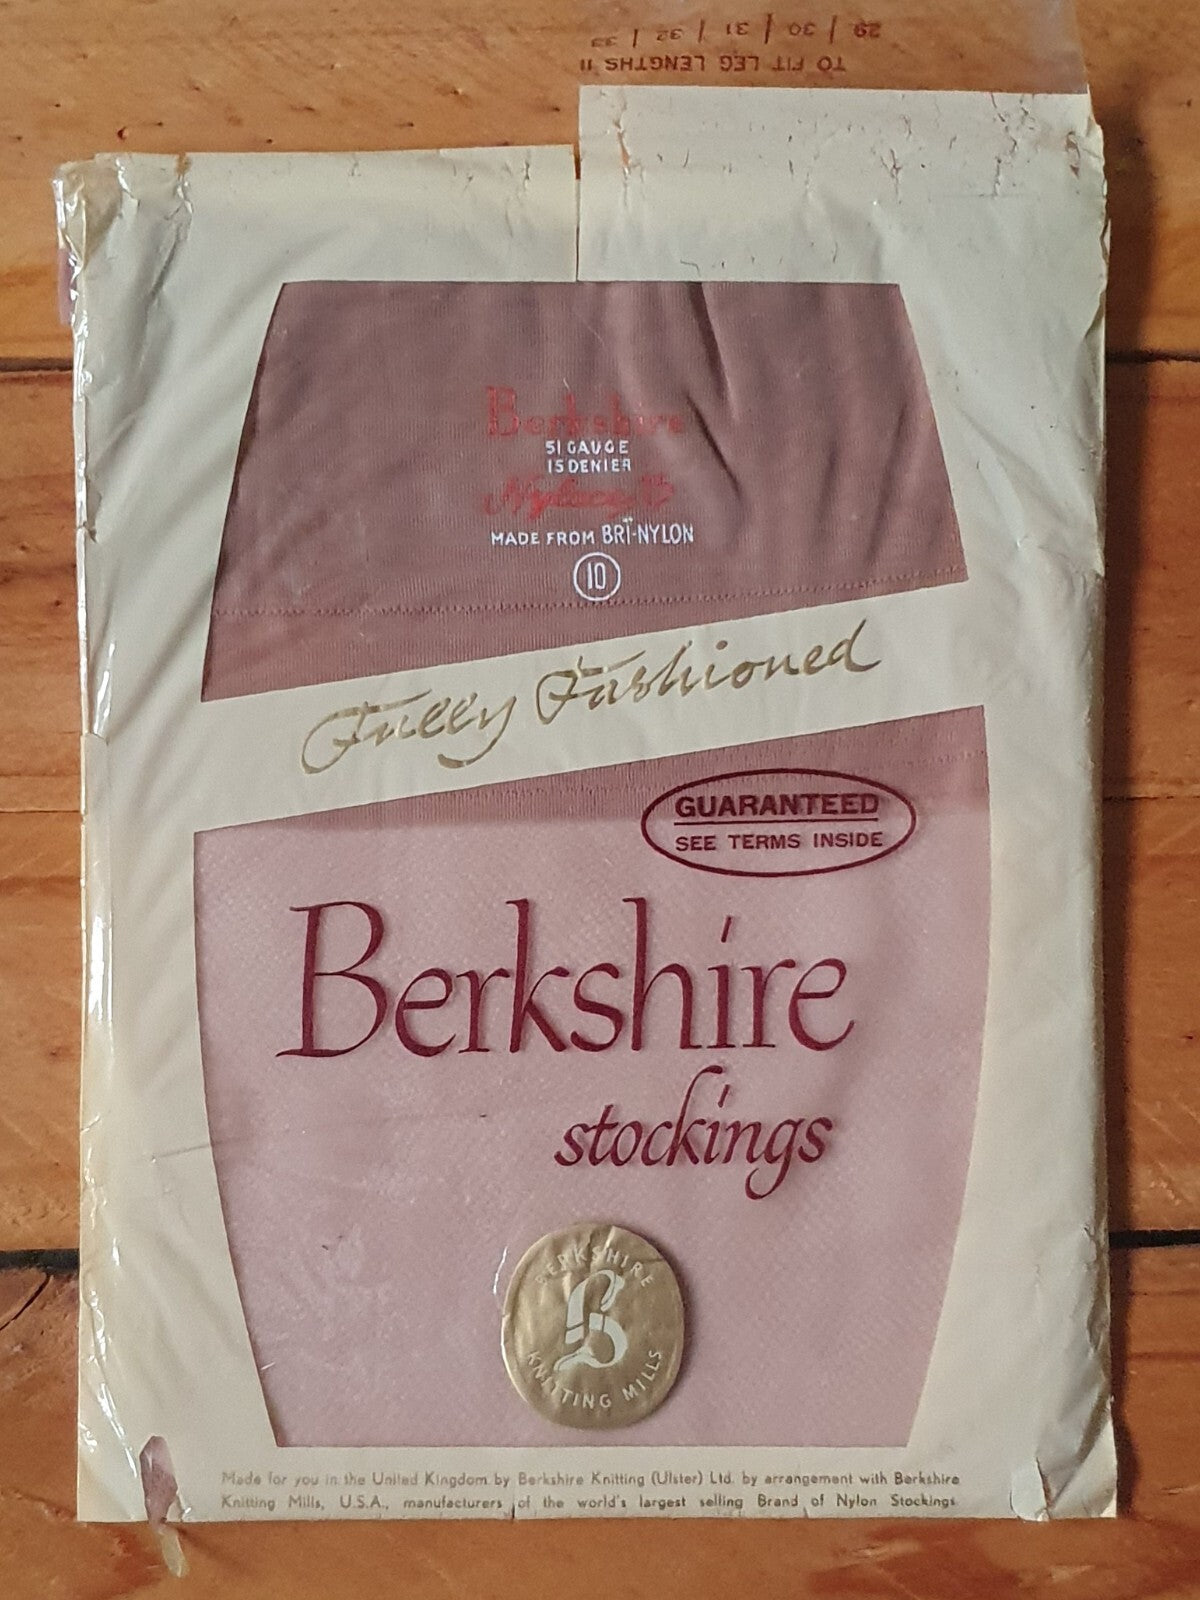 29 | 30 | 31 | 32 | 33
TO FIT LEG LENGTHS II
Berkshire
51 GAUGE
15 DENIER
MADE FROM BRI-NYLON
10
Fully Fashioned
GUARANTEED
SEE TERMS INSIDE
Berkshire
stockings
BERKSHIRE
B
KNITTING MILLS
Made for you in the United Kingdom by Berkshire Knitting (Ulster) Ltd. by arrangement with Berkshire
Knitting Mills, U.S.A., manufacturers of the world's largest selling Brand of Nylon Stockings